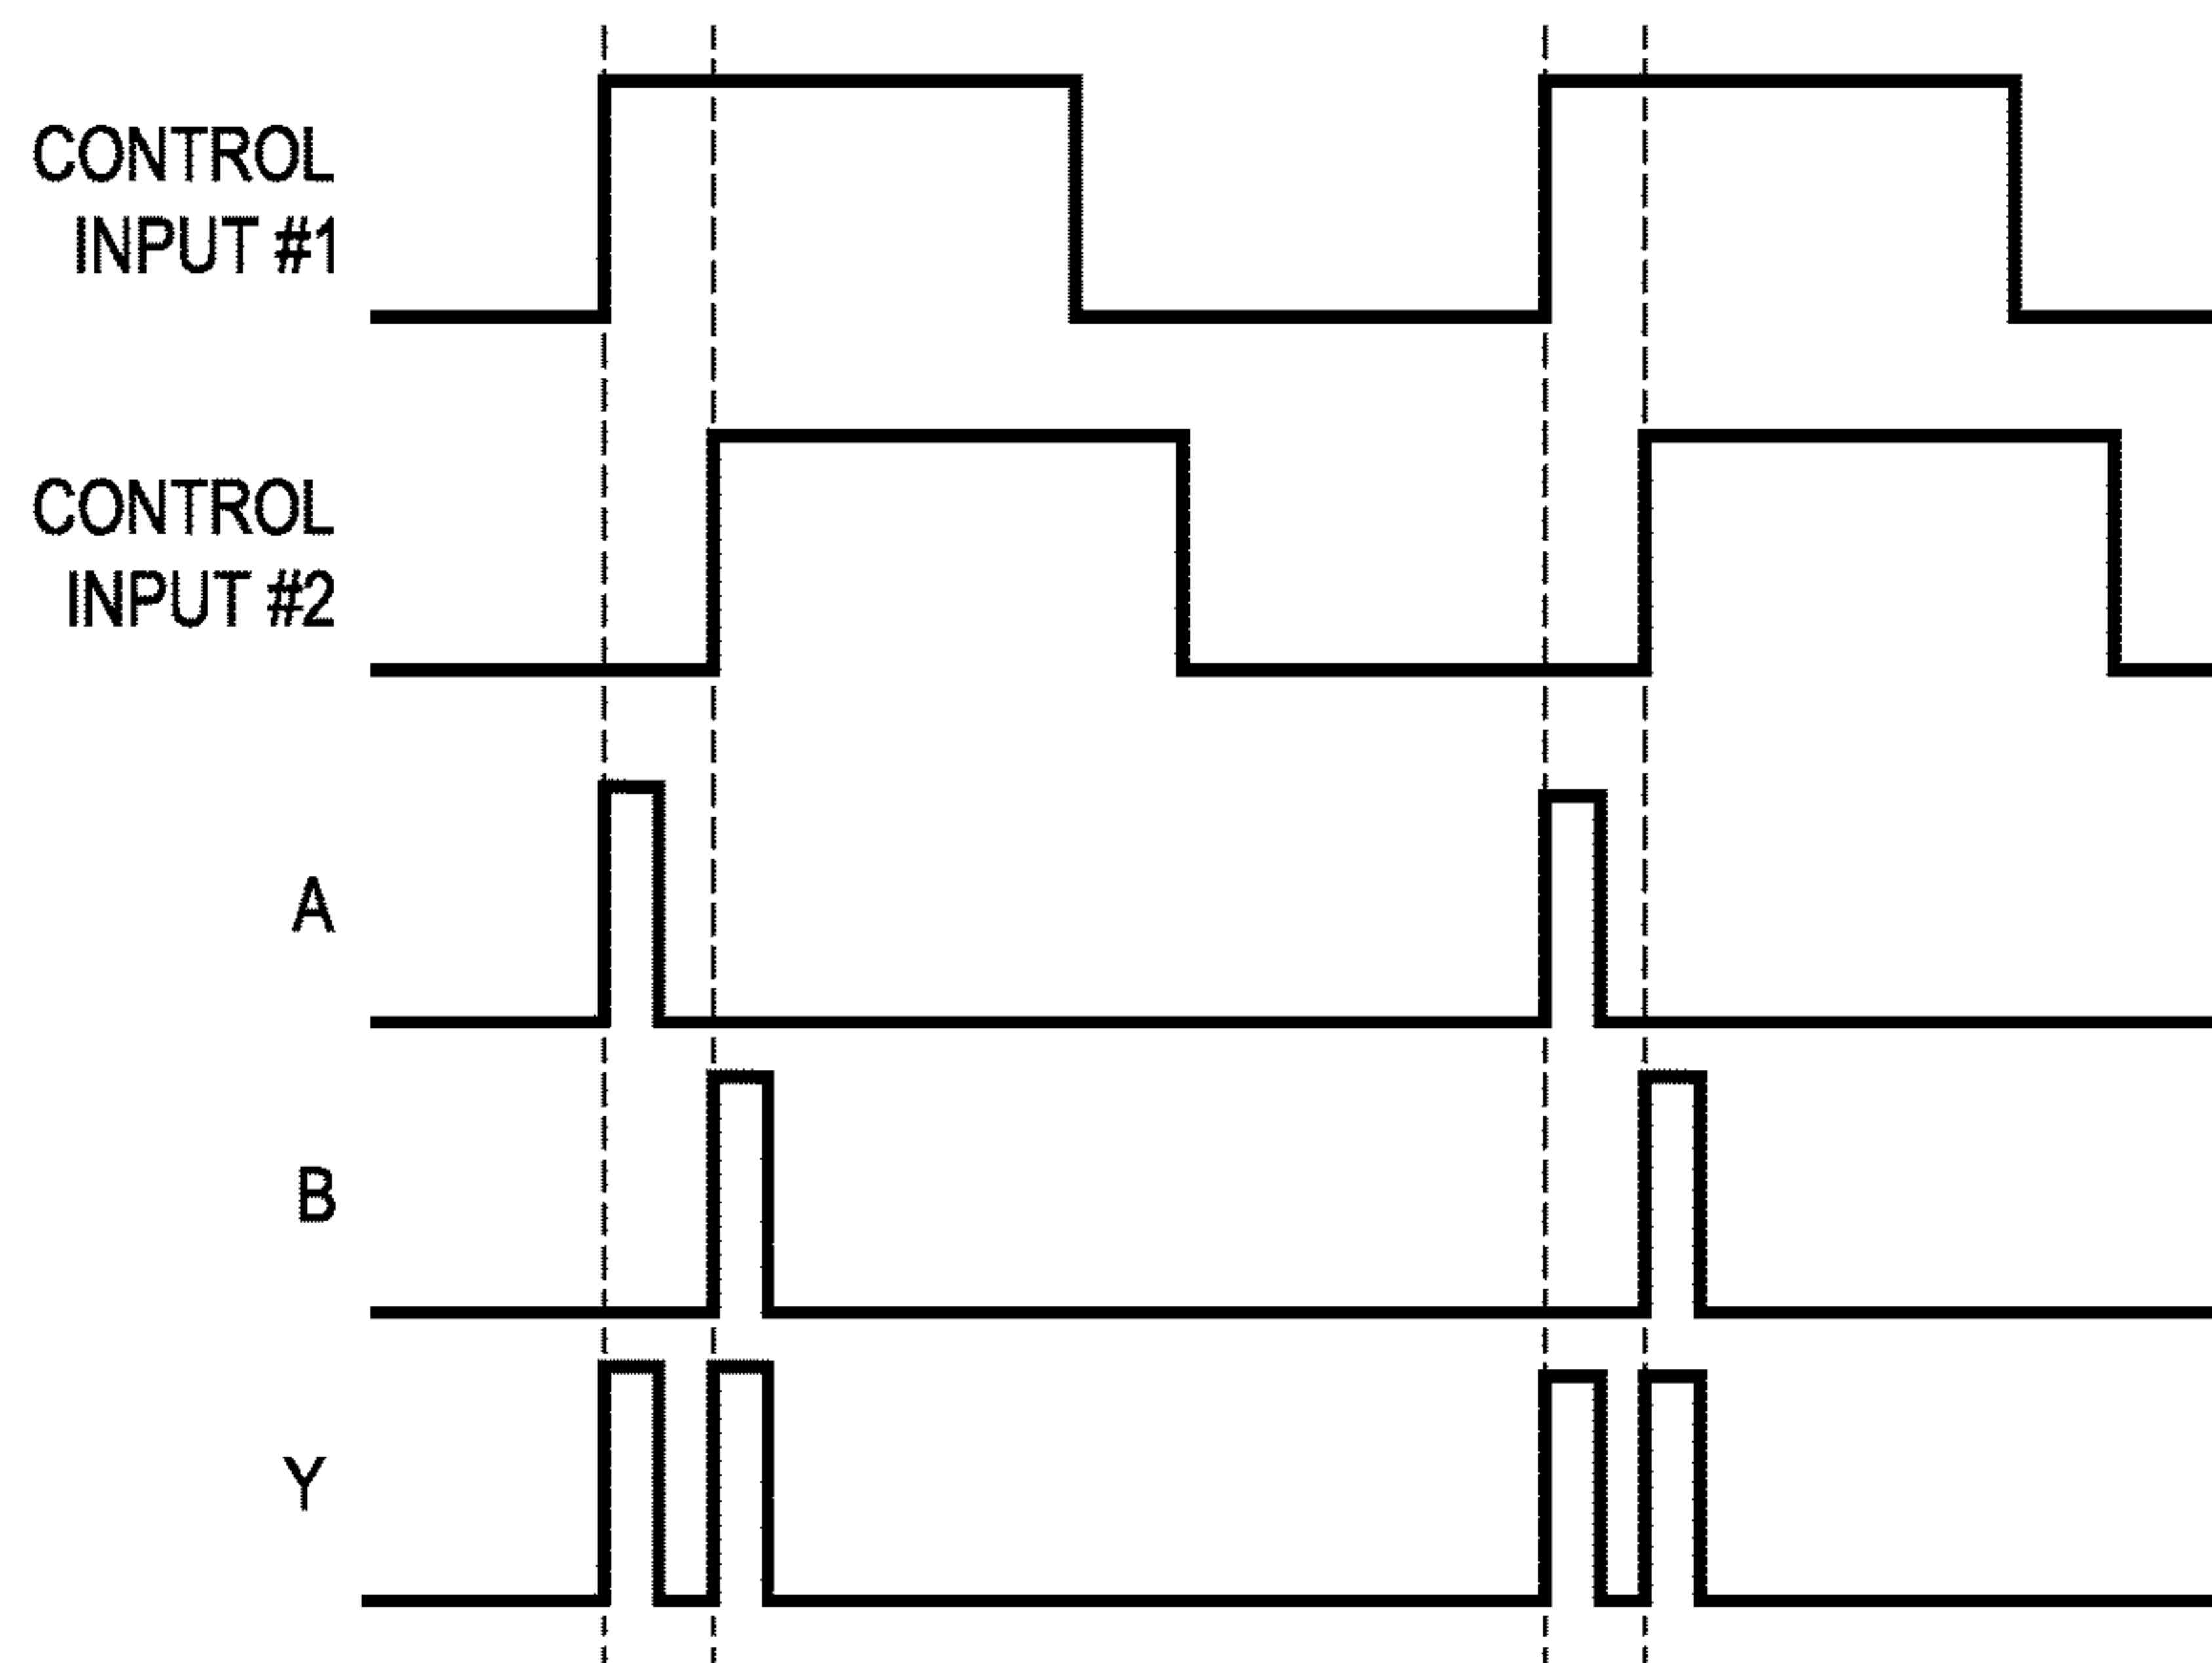 CONTROL
INPUT #1
CONTROL
INPUT #2
A
B
Y